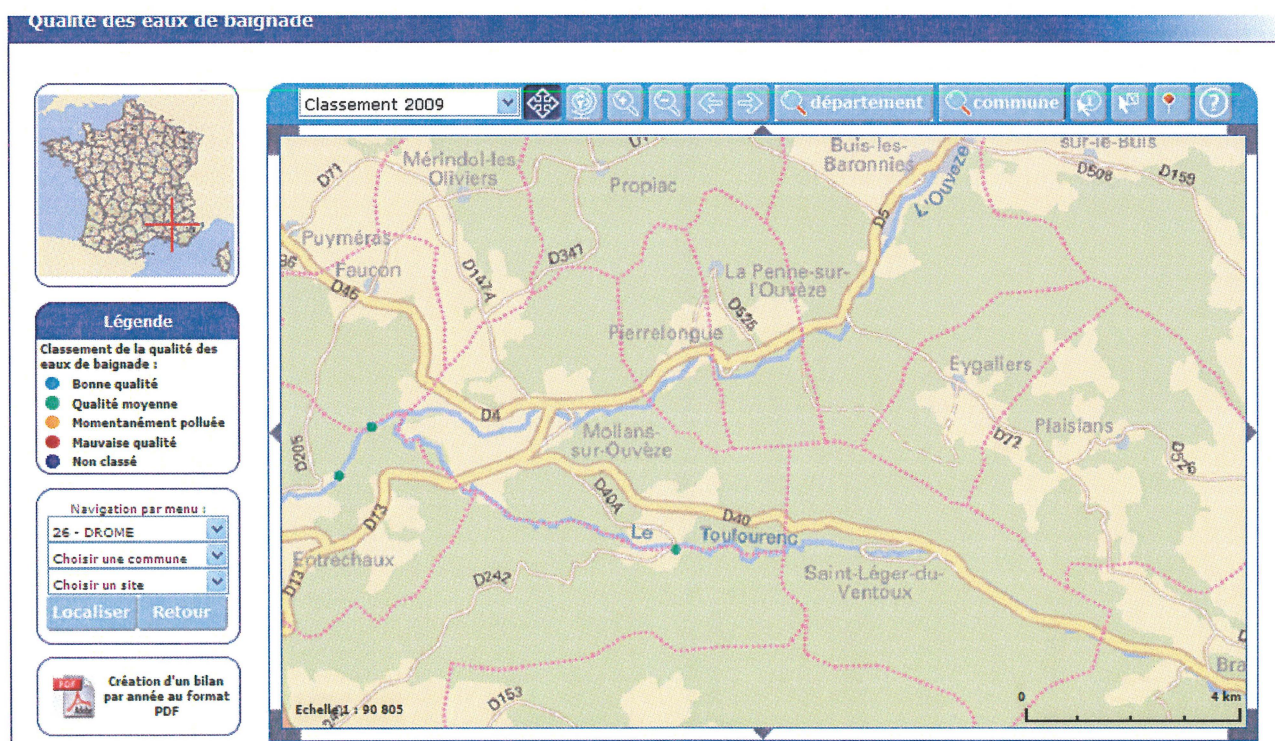 Qualité des eaux de baignade
Classement 2009
département
commune
Légende
Classement de la qualité des
eaux de baignade :
Bonne qualité
Qualité moyenne
Momentanément polluée
Mauvaise qualité
Non classé
Navigation par menu :
26 - DROME
Choisir une commune
Choisir un site
Localiser
Retour
PDF
Création d'un bilan
par année au format
PDF
Mérindol-les
Oliviers
D71
Propiac
Buis-les-
Baronnies
L'Ouvèze
sur-le-Buis
D508
D159
D5
Puyméras
Faucon
D46
D147A
D347
La Penne-sur-
l'Ouvèze
D525
Pierrelongue
Eygaliers
Plaisians
D72
D526
D4
Mollans-
sur-Ouvèze
D205
D13
D40A
D40
Le Toulourenc
Entrechaux
D13
D242
Saint-Léger-du-
Ventoux
D153
Bra
Echelle 1 : 90 805
0
4 km